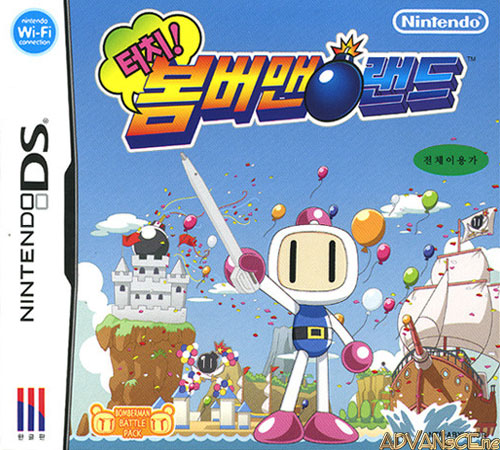 Nintendo
Wi-Fi
connection
Nintendo
터치!
봄버맨랜드
TM
전체이용가
NINTENDO DS
한글판
BOMBERMAN
BATTLE
PACK
ADVANsCEne